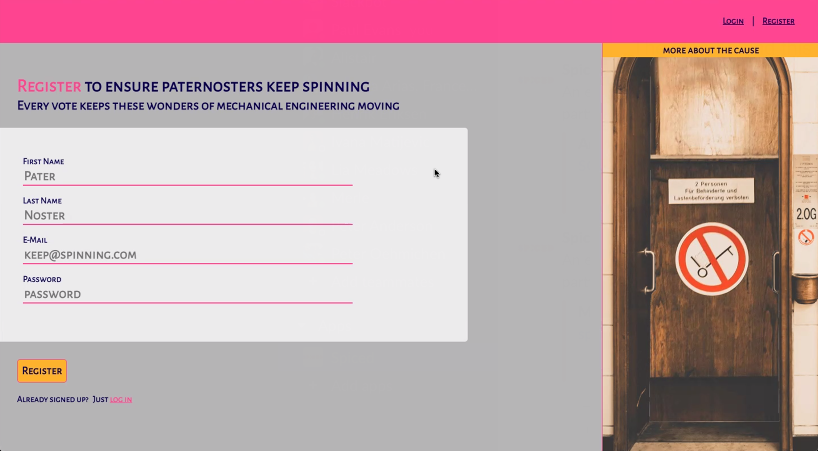 Login | Register
more about the cause
Register to ensure paternosters keep spinning
Every vote keeps these wonders of mechanical engineering moving
First Name
Pater
Last Name
Noster
E-Mail
keep@spinning.com
Password
password
Register
Already signed up? Just log in
2 Personen
Für Behinderte und
Lastenbeförderung verboten
2.OG